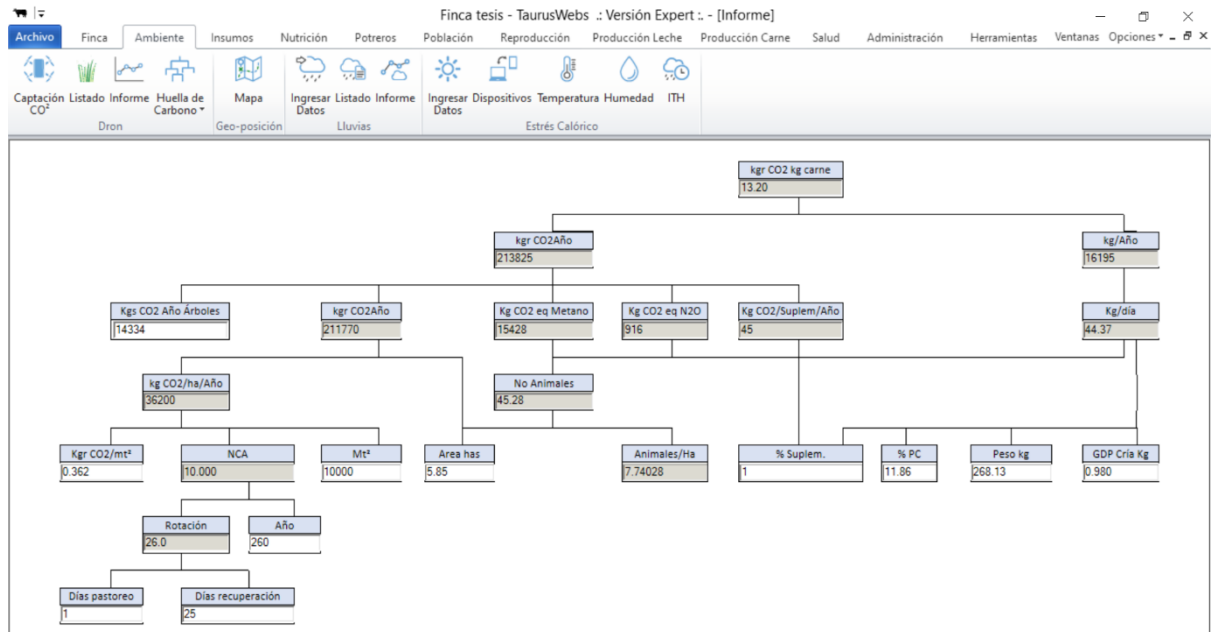 Finca tesis - TaurusWebs .: Versión Expert :. - [Informe]
Archivo Finca Ambiente Insumos Nutrición Potreros Población Reproducción Producción Leche Producción Carne Salud Administración Herramientas Ventanas Opciones
Captación CO² Listado Informe Huella de Carbono Mapa Ingresar Datos Listado Informe Ingresar Datos Dispositivos Temperatura Humedad ITH
Dron Geo-posición Lluvias Estrés Calórico
kgr CO2 kg carne
13.20
kgr CO2Año kg/Año
213825 16195
Kgs CO2 Año Árboles kgr CO2Año Kg CO2 eq Metano Kg CO2 eq N2O Kg CO2/Suplem/Año Kg/día
14334 211770 15428 916 45 44.37
kg CO2/ha/Año No Animales
36200 45.28
Kgr CO2/mt² NCA Mt² Area has Animales/Ha % Suplem. % PC Peso kg GDP Cría Kg
0.362 10.000 10000 5.85 7.74028 1 11.86 268.13 0.980
Rotación Año
26.0 260
Días pastoreo Días recuperación
1 25